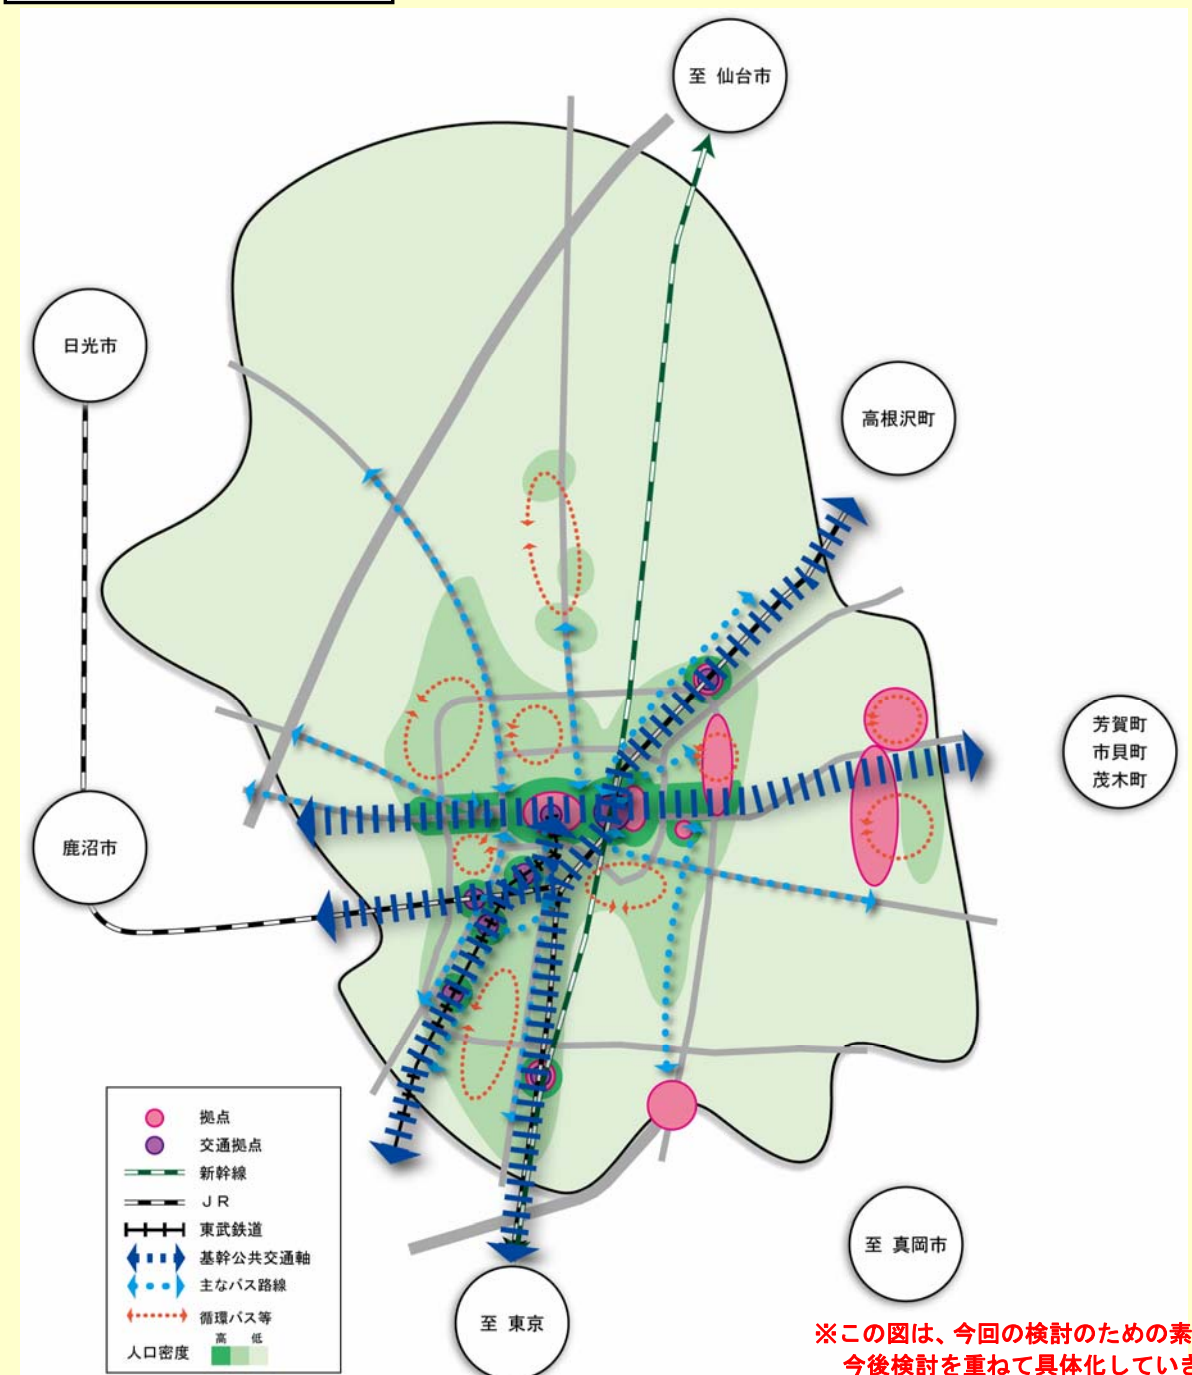 至 仙台市
日光市
高根沢町
芳賀町
市貝町
茂木町
鹿沼市
拠点
交通拠点
新幹線
ＪＲ
東武鉄道
基幹公共交通軸
主なバス路線
循環バス等
高 低
人口密度
至 真岡市
至 東京
※この図は、今回の検討のための素
今後検討を重ねて具体化していき